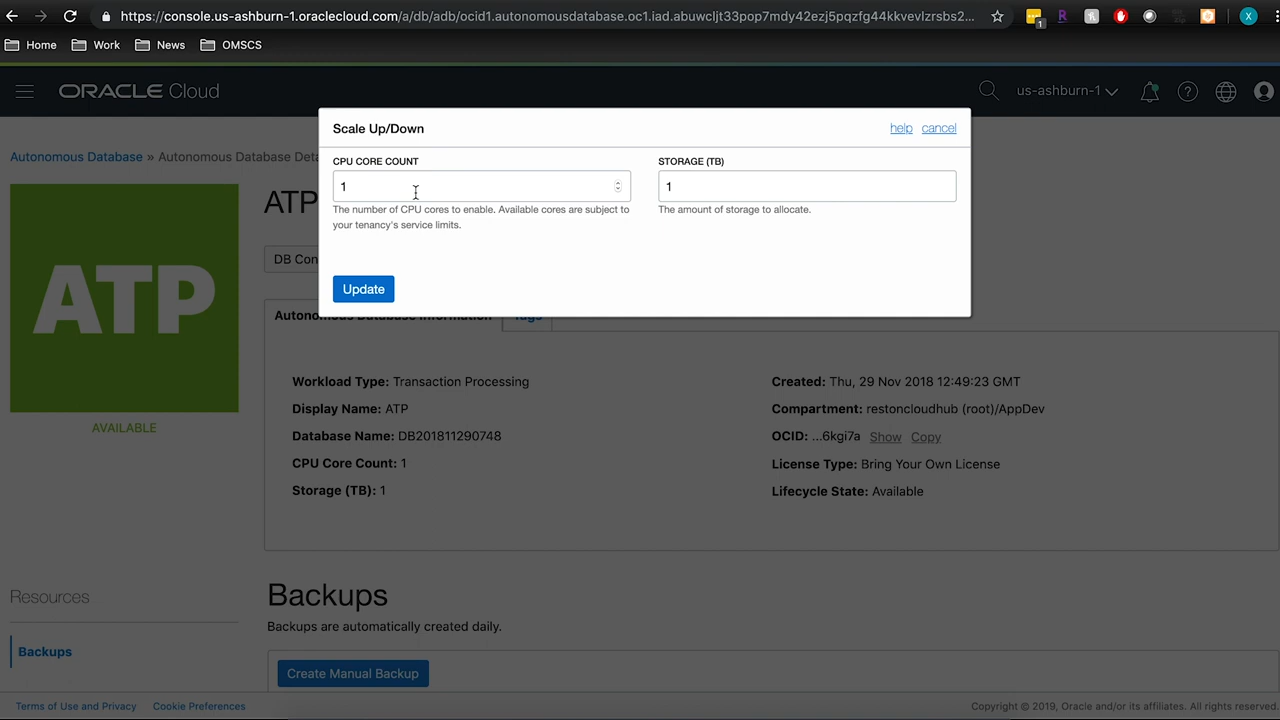 https://console.us-ashburn-1.oraclecloud.com/a/db/adb/ocid1.autonomousdatabase.oc1.iad.abuwcljt33pop7mdy42ezj5pqzfg44kkvevlzrsbs2...
1
R
X
Home
Work
News
OMSCS
ORACLE Cloud
us-ashburn-1
Scale Up/Down
help
cancel
CPU CORE COUNT
STORAGE (TB)
1
1
The number of CPU cores to enable. Available cores are subject to
your tenancy's service limits.
The amount of storage to allocate.
Update
Autonomous Database » Autonomous Database Deta
ATP
ATP
AVAILABLE
DB Con
Autonomous Database Information
Tags
Workload Type: Transaction Processing
Display Name: ATP
Database Name: DB201811290748
CPU Core Count: 1
Storage (TB): 1
Created: Thu, 29 Nov 2018 12:49:23 GMT
Compartment: restoncloudhub (root)/AppDev
OCID: ...6kgi7a Show Copy
License Type: Bring Your Own License
Lifecycle State: Available
Resources
Backups
Backups
Backups are automatically created daily.
Create Manual Backup
Terms of Use and Privacy
Cookie Preferences
Copyright © 2019, Oracle and/or its affiliates. All rights reserved.